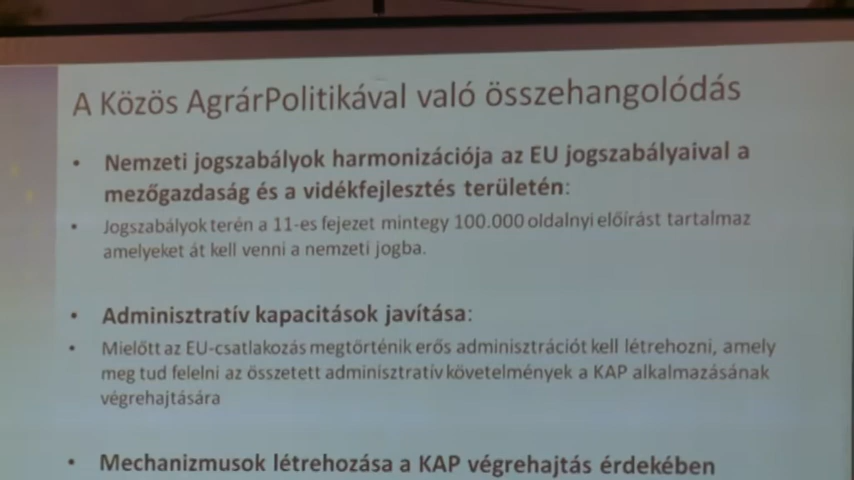 A Közös AgrárPolitikával való összehangolódás
• Nemzeti jogszabályok harmonizációja az EU jogszabályaival a
mezőgazdaság és a vidékfejlesztés területén:
• Jogszabályok terén a 11-es fejezet mintegy 100.000 oldalnyi előírást tartalmaz
amelyeket át kell venni a nemzeti jogba.
• Adminisztratív kapacitások javítása:
• Mielőtt az EU-csatlakozás megtörténik erős adminisztrációt kell létrehozni, amely
meg tud felelni az összetett adminisztratív követelmények a KAP alkalmazásának
végrehajtására
• Mechanizmusok létrehozása a KAP végrehajtás érdekében